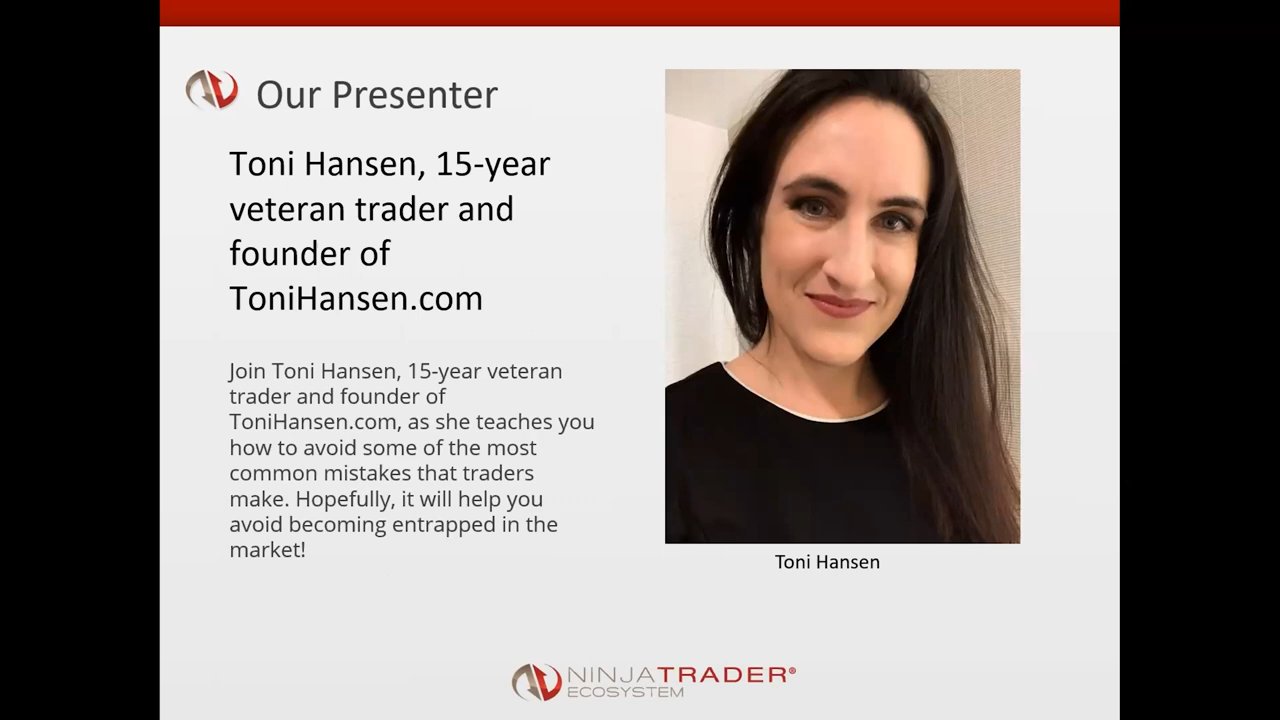 Our Presenter
Toni Hansen, 15-year
veteran trader and
founder of
ToniHansen.com
Join Toni Hansen, 15-year veteran
trader and founder of
ToniHansen.com, as she teaches you
how to avoid some of the most
common mistakes that traders
make. Hopefully, it will help you
avoid becoming entrapped in the
market!
Toni Hansen
NINJATRADER®
ECOSYSTEM